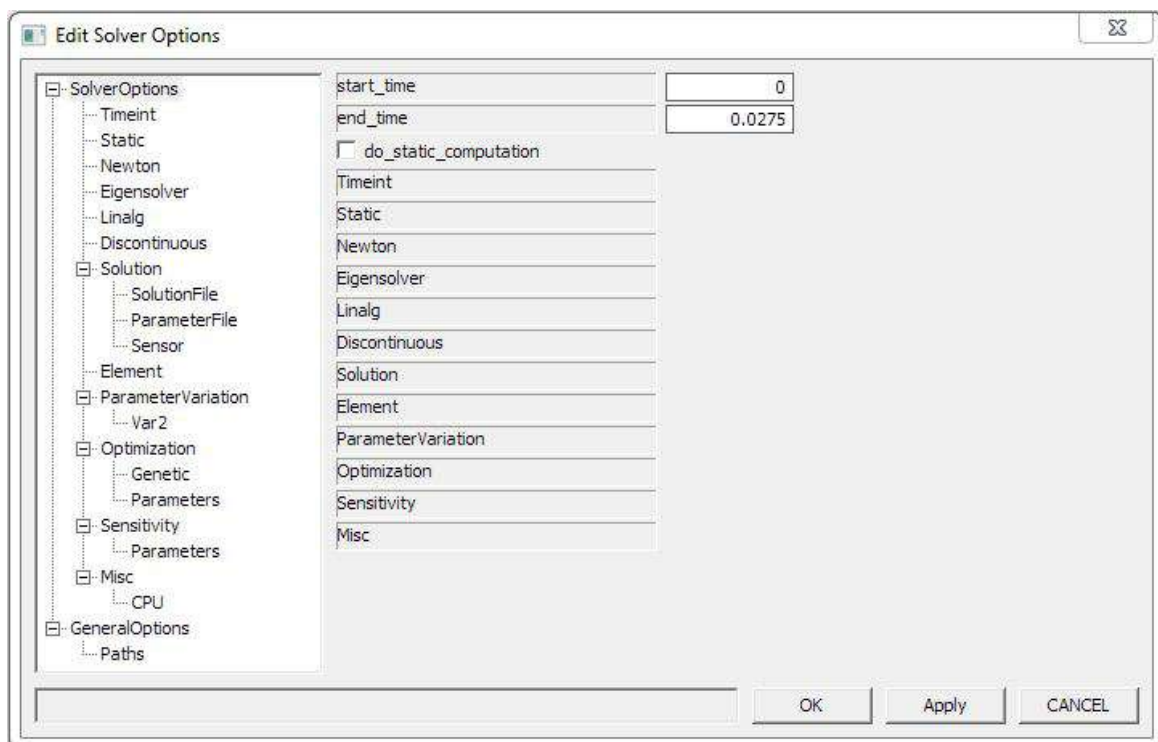 Edit Solver Options
SolverOptions
Timeint
Static
Newton
Eigensolver
Linalg
Discontinuous
Solution
SolutionFile
ParameterFile
Sensor
Element
ParameterVariation
Var2
Optimization
Genetic
Parameters
Sensitivity
Parameters
Misc
CPU
GeneralOptions
Paths
start_time 0
end_time 0.0275
do_static_computation
Timeint
Static
Newton
Eigensolver
Linalg
Discontinuous
Solution
Element
ParameterVariation
Optimization
Sensitivity
Misc
OK Apply CANCEL